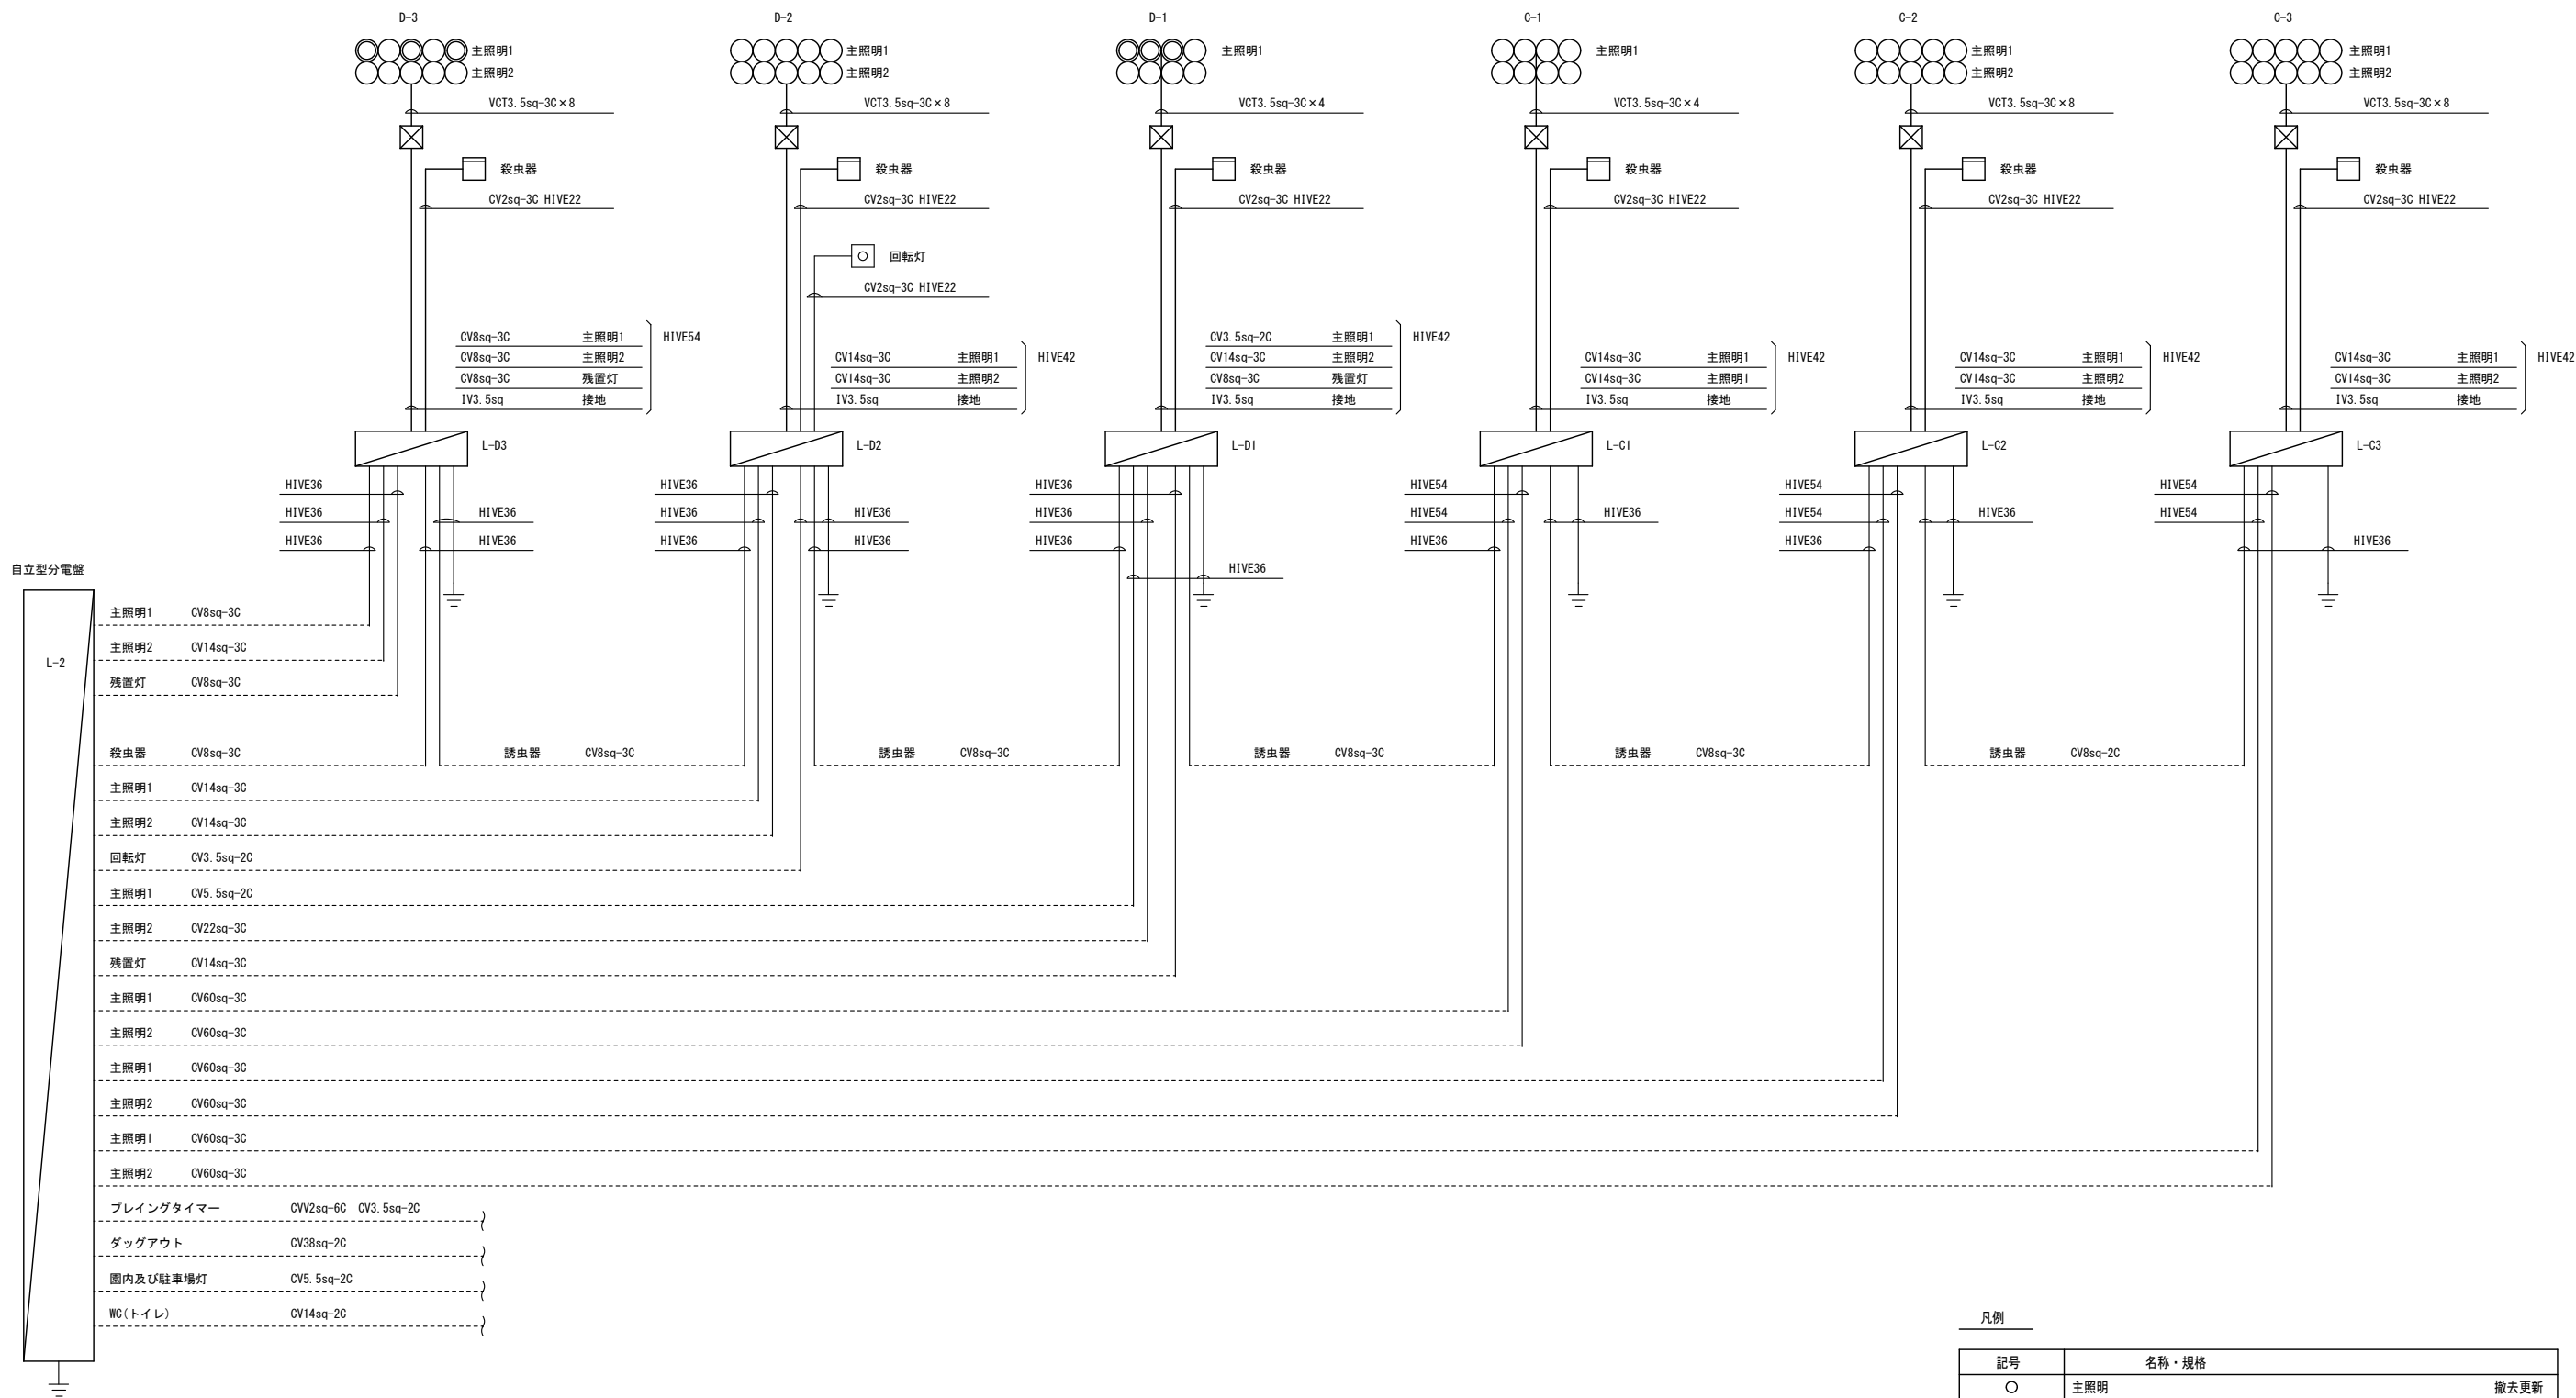 D-3
D-2
D-1
C-1
C-2
C-3
主照明1
主照明2
主照明1
主照明2
主照明1
主照明1
主照明1
主照明2
主照明1
主照明2
VCT3.5sq-3C×8
VCT3.5sq-3C×8
VCT3.5sq-3C×4
VCT3.5sq-3C×4
VCT3.5sq-3C×8
VCT3.5sq-3C×8
殺虫器
殺虫器
殺虫器
殺虫器
殺虫器
殺虫器
CV2sq-3C HIVE22
CV2sq-3C HIVE22
CV2sq-3C HIVE22
CV2sq-3C HIVE22
CV2sq-3C HIVE22
CV2sq-3C HIVE22
回転灯
CV2sq-3C HIVE22
CV8sq-3C 主照明1
CV8sq-3C 主照明2
CV8sq-3C 残置灯
IV3.5sq 接地
HIVE54
CV14sq-3C 主照明1
CV14sq-3C 主照明2
IV3.5sq 接地
HIVE42
CV3.5sq-2C 主照明1
CV14sq-3C 主照明2
CV8sq-3C 残置灯
IV3.5sq 接地
HIVE42
CV14sq-3C 主照明1
CV14sq-3C 主照明1
IV3.5sq 接地
HIVE42
CV14sq-3C 主照明1
CV14sq-3C 主照明2
IV3.5sq 接地
HIVE42
CV14sq-3C 主照明1
CV14sq-3C 主照明2
IV3.5sq 接地
HIVE42
L-D3
L-D2
L-D1
L-C1
L-C2
L-C3
HIVE36
HIVE36
HIVE36
HIVE36
HIVE36
HIVE36
HIVE36
HIVE36
HIVE36
HIVE36
HIVE36
HIVE36
HIVE36
HIVE36
HIVE54
HIVE54
HIVE36
HIVE36
HIVE54
HIVE54
HIVE36
HIVE36
HIVE54
HIVE54
HIVE36
自立型分電盤
L-2
主照明1 CV8sq-3C
主照明2 CV14sq-3C
残置灯 CV8sq-3C
殺虫器 CV8sq-3C
誘虫器 CV8sq-3C
誘虫器 CV8sq-3C
誘虫器 CV8sq-3C
誘虫器 CV8sq-3C
誘虫器 CV8sq-2C
主照明1 CV14sq-3C
主照明2 CV14sq-3C
回転灯 CV3.5sq-2C
主照明1 CV5.5sq-2C
主照明2 CV22sq-3C
残置灯 CV14sq-3C
主照明1 CV60sq-3C
主照明2 CV60sq-3C
主照明1 CV60sq-3C
主照明2 CV60sq-3C
主照明1 CV60sq-3C
主照明2 CV60sq-3C
プレイングタイマー CVV2sq-6C CV3.5sq-2C
ダッグアウト CV38sq-2C
園内及び駐車場灯 CV5.5sq-2C
WC(トイレ) CV14sq-2C
凡例
記号 名称・規格
主照明 撤去更新